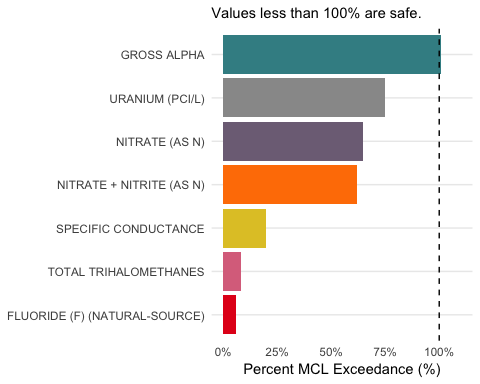 Values less than 100% are safe.
GROSS ALPHA
URANIUM (PCI/L)
NITRATE (AS N)
NITRATE + NITRITE (AS N)
SPECIFIC CONDUCTANCE
TOTAL TRIHALOMETHANES
FLUORIDE (F) (NATURAL-SOURCE)
0% 25% 50% 75% 100%
Percent MCL Exceedance (%)